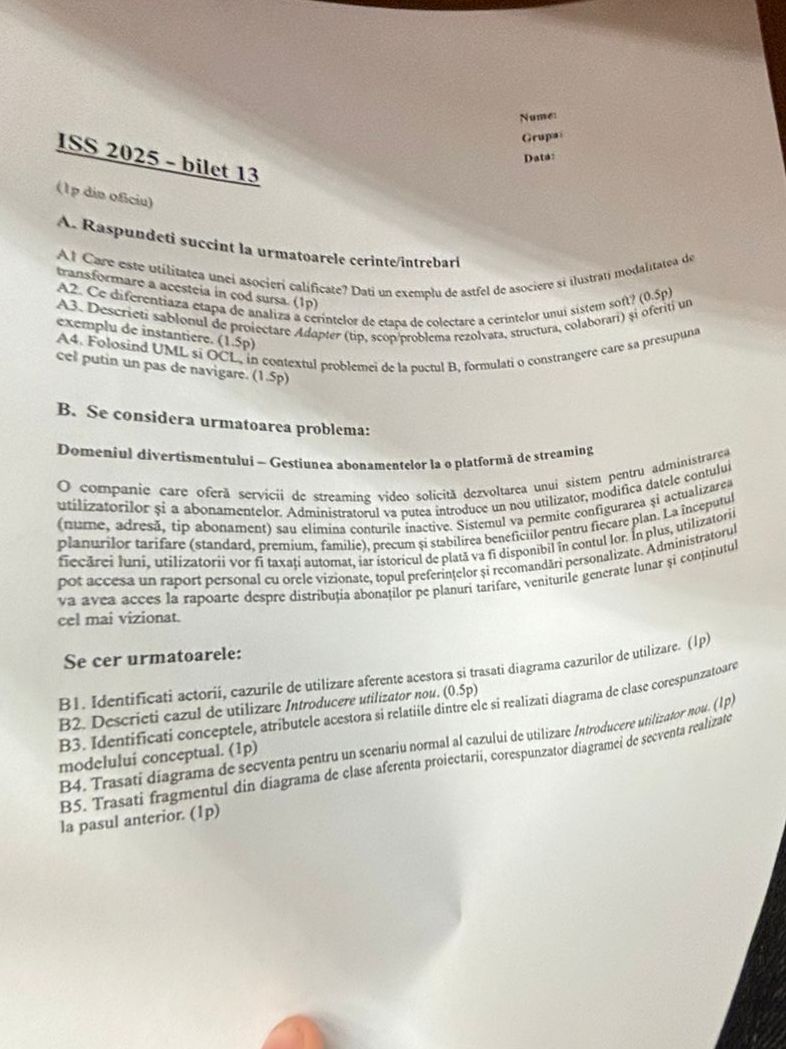 Nume:
Grupa:
Data:
ISS 2025 - bilet 13
(1p din oficiu)
A. Raspundeti succint la urmatoarele cerinte/intrebari
A1 Care este utilitatea unei asocieri calificate? Dati un exemplu de astfel de asociere si ilustrati modalitatea de
transformare a acesteia in cod sursa. (1p)
A2. Ce diferentiaza etapa de analiza a cerintelor de etapa de colectare a cerintelor unui sistem soft? (0.5p)
A3. Descrieti sablonul de proiectare Adapter (tip, scop/problema rezolvata, structura, colaborari) şi oferiti un
exemplu de instantiere. (1.5p)
A4. Folosind UML si OCL, in contextul problemei de la puctul B, formulati o constrangere care sa presupuna
cel putin un pas de navigare. (1.5p)
B. Se considera urmatoarea problema:
Domeniul divertismentului – Gestiunea abonamentelor la o platformă de streaming
O companie care oferă servicii de streaming video solicită dezvoltarea unui sistem pentru administrarea
utilizatorilor şi a abonamentelor. Administratorul va putea introduce un nou utilizator, modifica datele contului
(nume, adresă, tip abonament) sau elimina conturile inactive. Sistemul va permite configurarea şi actualizarea
planurilor tarifare (standard, premium, familie), precum şi stabilirea beneficiilor pentru fiecare plan. La începutul
fiecărei luni, utilizatorii vor fi taxați automat, iar istoricul de plată va fi disponibil în contul lor. În plus, utilizatorii
pot accesa un raport personal cu orele vizionate, topul preferințelor şi recomandări personalizate. Administratorul
va avea acces la rapoarte despre distribuția abonaților pe planuri tarifare, veniturile generate lunar şi conținutul
cel mai vizionat.
Se cer urmatoarele:
B1. Identificati actorii, cazurile de utilizare aferente acestora si trasati diagrama cazurilor de utilizare. (1p)
B2. Descrieti cazul de utilizare Introducere utilizator nou. (0.5p)
B3. Identificati conceptele, atributele acestora si relatiile dintre ele si realizati diagrama de clase corespunzatoare
modelului conceptual. (1p)
B4. Trasati diagrama de secventa pentru un scenariu normal al cazului de utilizare Introducere utilizator nou. (1p)
B5. Trasati fragmentul din diagrama de clase aferenta proiectarii, corespunzator diagramei de secventa realizate
la pasul anterior. (1p)